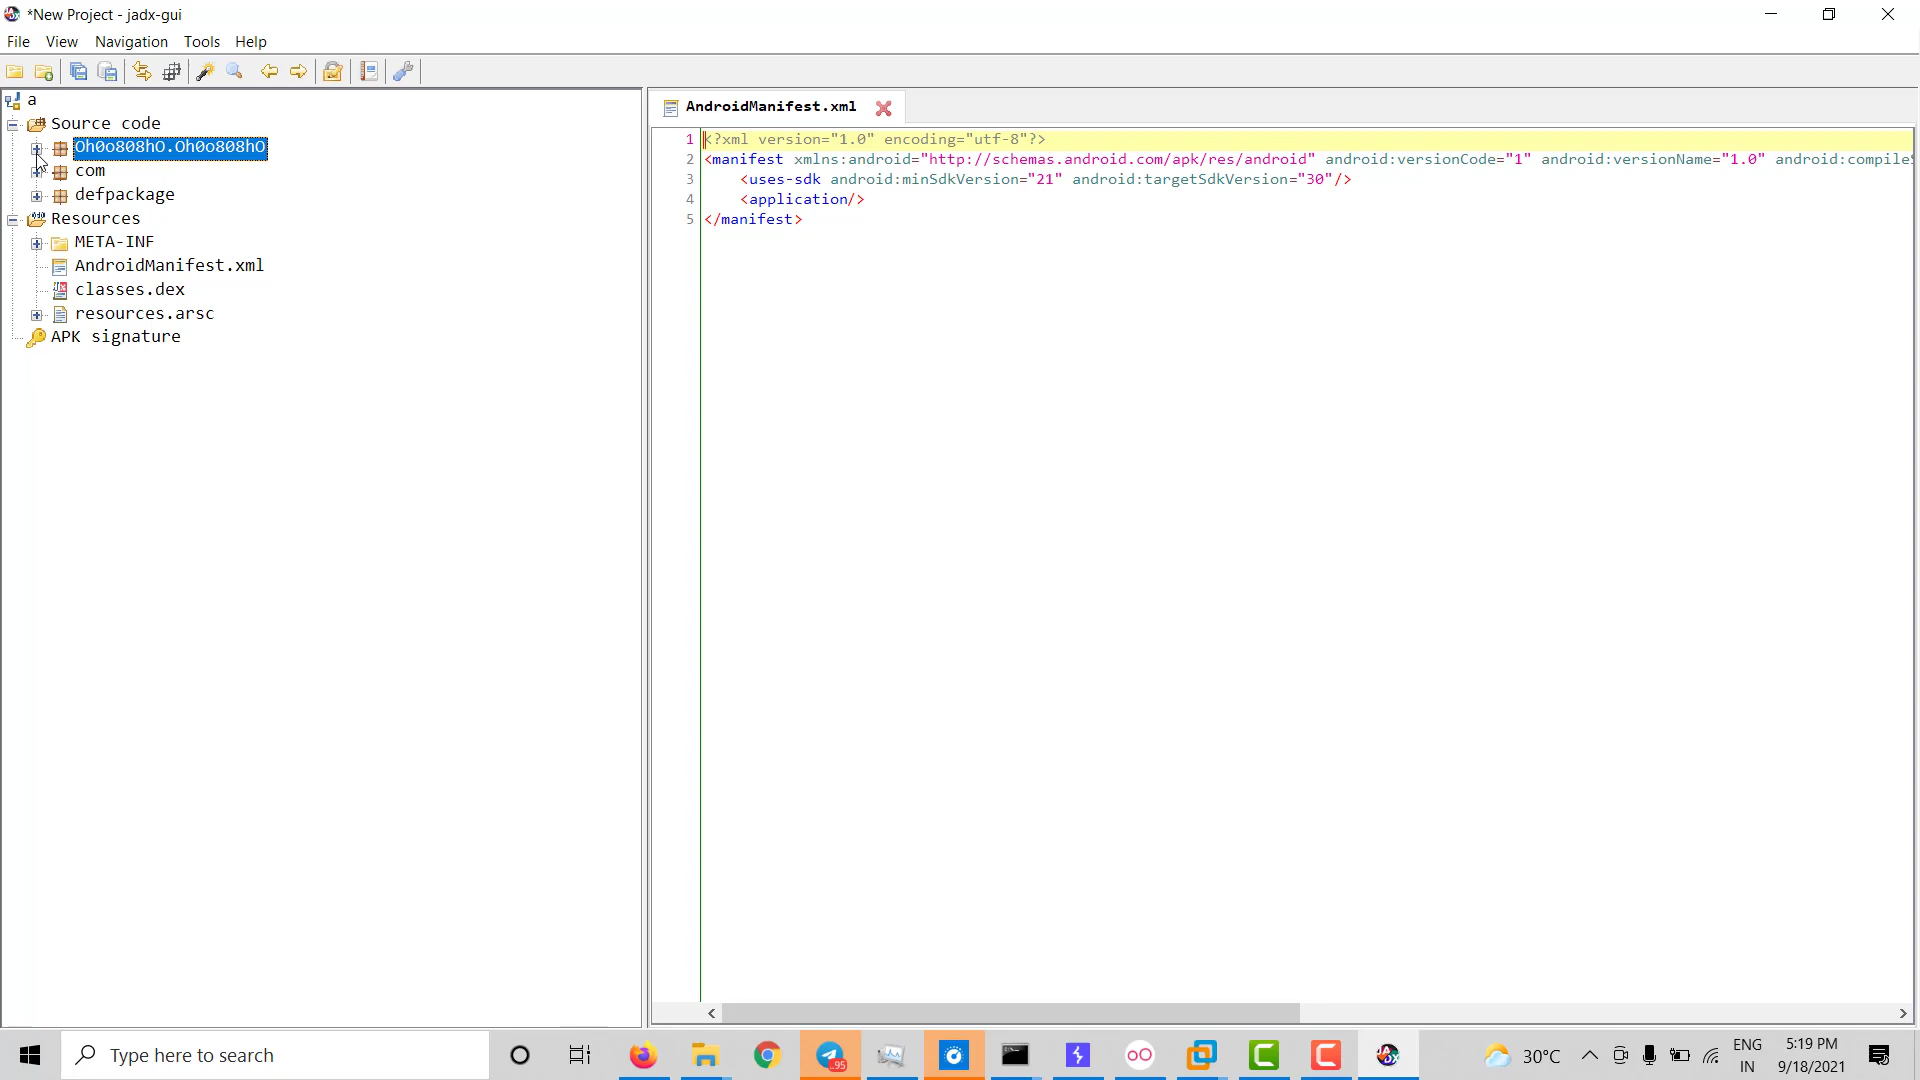 *New Project - jadx-gui
File View Navigation Tools Help
a
Source code
Oh0o808hO.Oh0o808hO
com
defpackage
Resources
META-INF
AndroidManifest.xml
classes.dex
resources.arsc
APK signature
AndroidManifest.xml
1 <?xml version="1.0" encoding="utf-8"?>
2 <manifest xmlns:android="http://schemas.android.com/apk/res/android" android:versionCode="1" android:versionName="1.0" android:compileS
3 <uses-sdk android:minSdkVersion="21" android:targetSdkVersion="30"/>
4 <application/>
5 </manifest>
Type here to search
95
30°C
ENG
IN
5:19 PM
9/18/2021